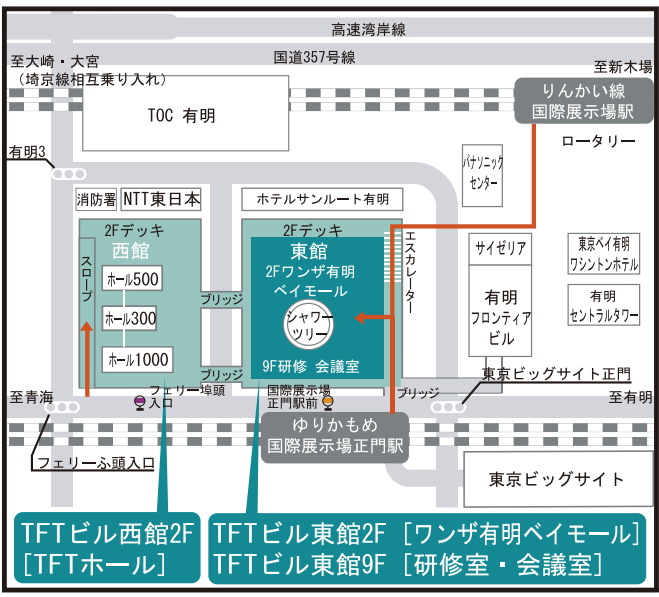 高速湾岸線
国道357号線
至大崎・大宮
（埼京線相互乗り入れ）
至新木場
TOC 有明
りんかい線
国際展示場駅
ロータリー
有明3
パナソニック
センター
消防署
NTT東日本
ホテルサンルート有明
2Fデッキ
西館
スロープ
ホール500
ホール300
ホール1000
ブリッジ
ブリッジ
2Fデッキ
東館
2Fワンザ有明
ベイモール
シャワー
ツリー
9F研修 会議室
エスカレーター
サイゼリア
有明
フロンティア
ビル
東京ベイ有明
ワシントンホテル
有明
セントラルタワー
ブリッジ
東京ビッグサイト正門
至青海
フェリー埠頭
入口
国際展示場
正門駅前
至有明
ゆりかもめ
国際展示場正門駅
フェリーふ頭入口
東京ビッグサイト
TFTビル西館2F
[TFTホール]
TFTビル東館2F [ワンザ有明ベイモール]
TFTビル東館9F [研修室・会議室]